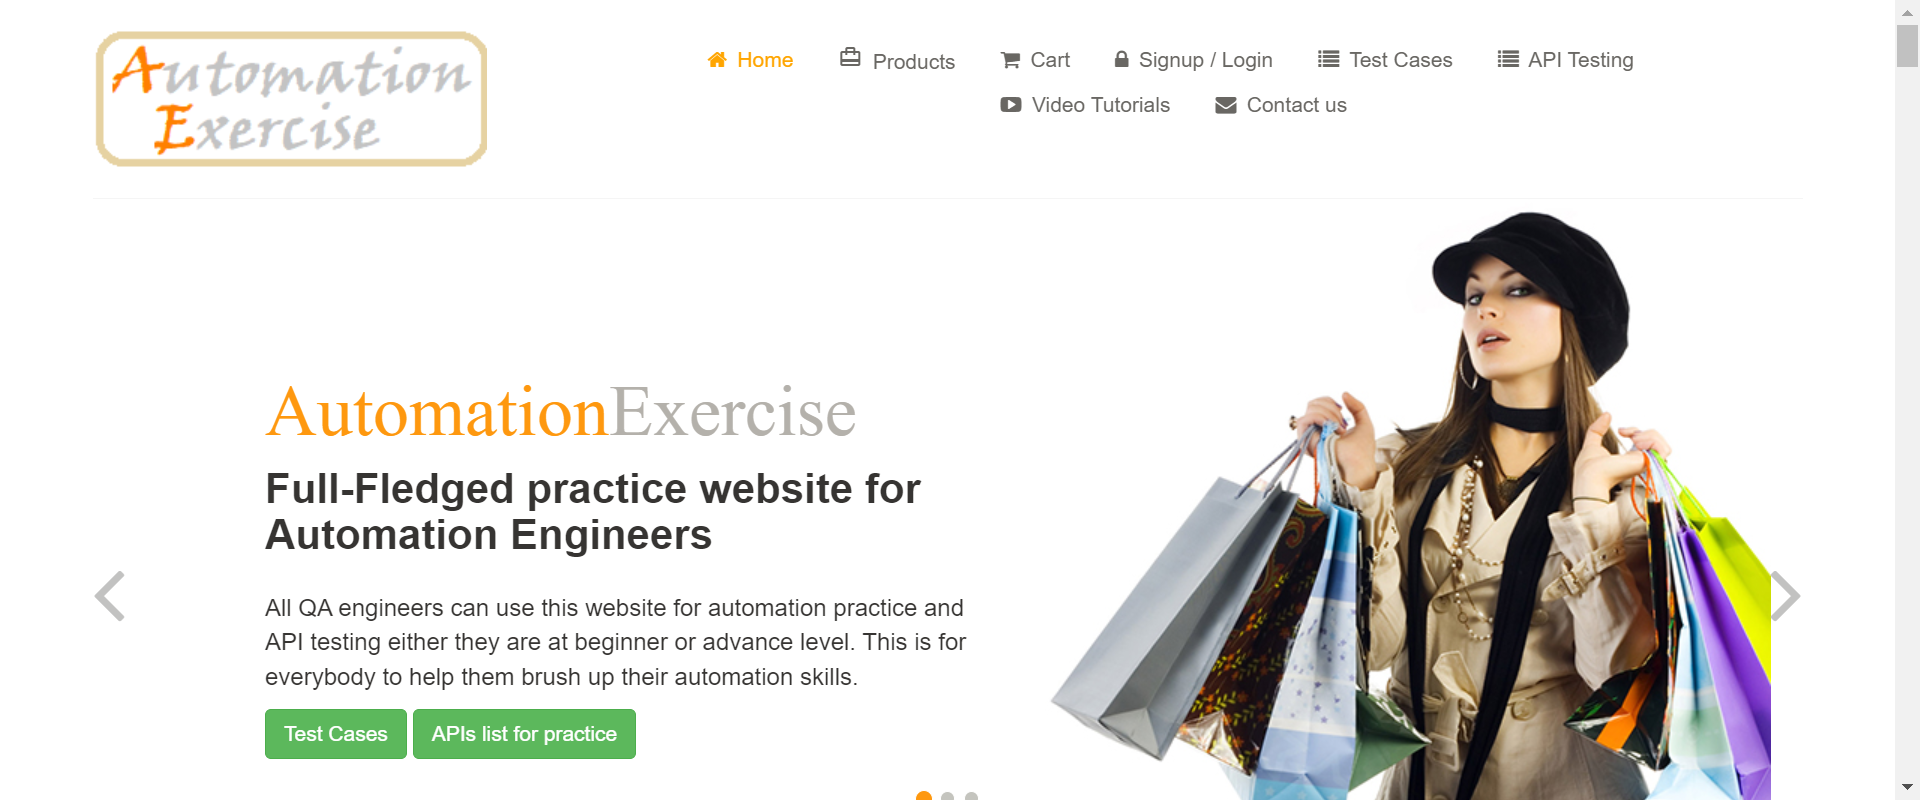 Automation
Exercise
Home
Products
Cart
Signup / Login
Test Cases
API Testing
Video Tutorials
Contact us
AutomationExercise
Full-Fledged practice website for
Automation Engineers
All QA engineers can use this website for automation practice and
API testing either they are at beginner or advance level. This is for
everybody to help them brush up their automation skills.
Test Cases
APIs list for practice